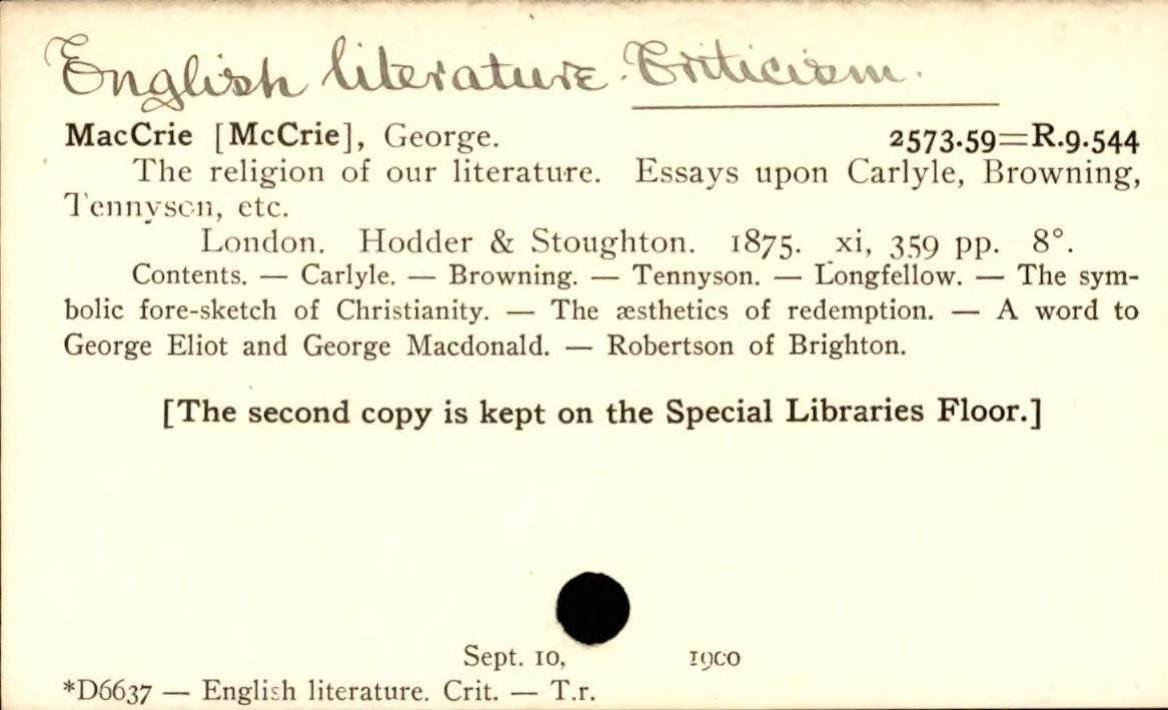 English literature. Criticism.
MacCrie [McCrie], George. 2573.59=R.9.544
The religion of our literature. Essays upon Carlyle, Browning,
Tennyson, etc.
London. Hodder & Stoughton. 1875. xi, 359 pp. 8°.
Contents. — Carlyle. — Browning. — Tennyson. — Longfellow. — The sym-
bolic fore-sketch of Christianity. — The æsthetics of redemption. — A word to
George Eliot and George Macdonald. — Robertson of Brighton.
[The second copy is kept on the Special Libraries Floor.]
Sept. 10, 1900
*D6637 — English literature. Crit. — T.r.